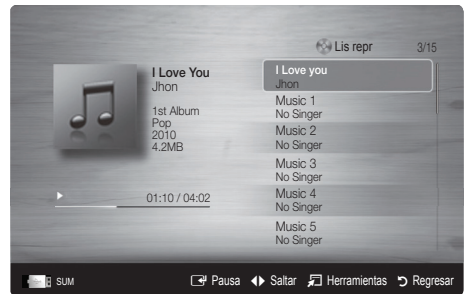 Lis repr 3/15
I Love You
Jhon
1st Album
Pop
2010
4.2MB
01:10 / 04:02
I Love you
Jhon
Music 1
No Singer
Music 2
No Singer
Music 3
No Singer
Music 4
No Singer
Music 5
No Singer
SUM Pausa Saltar Herramientas Regresar